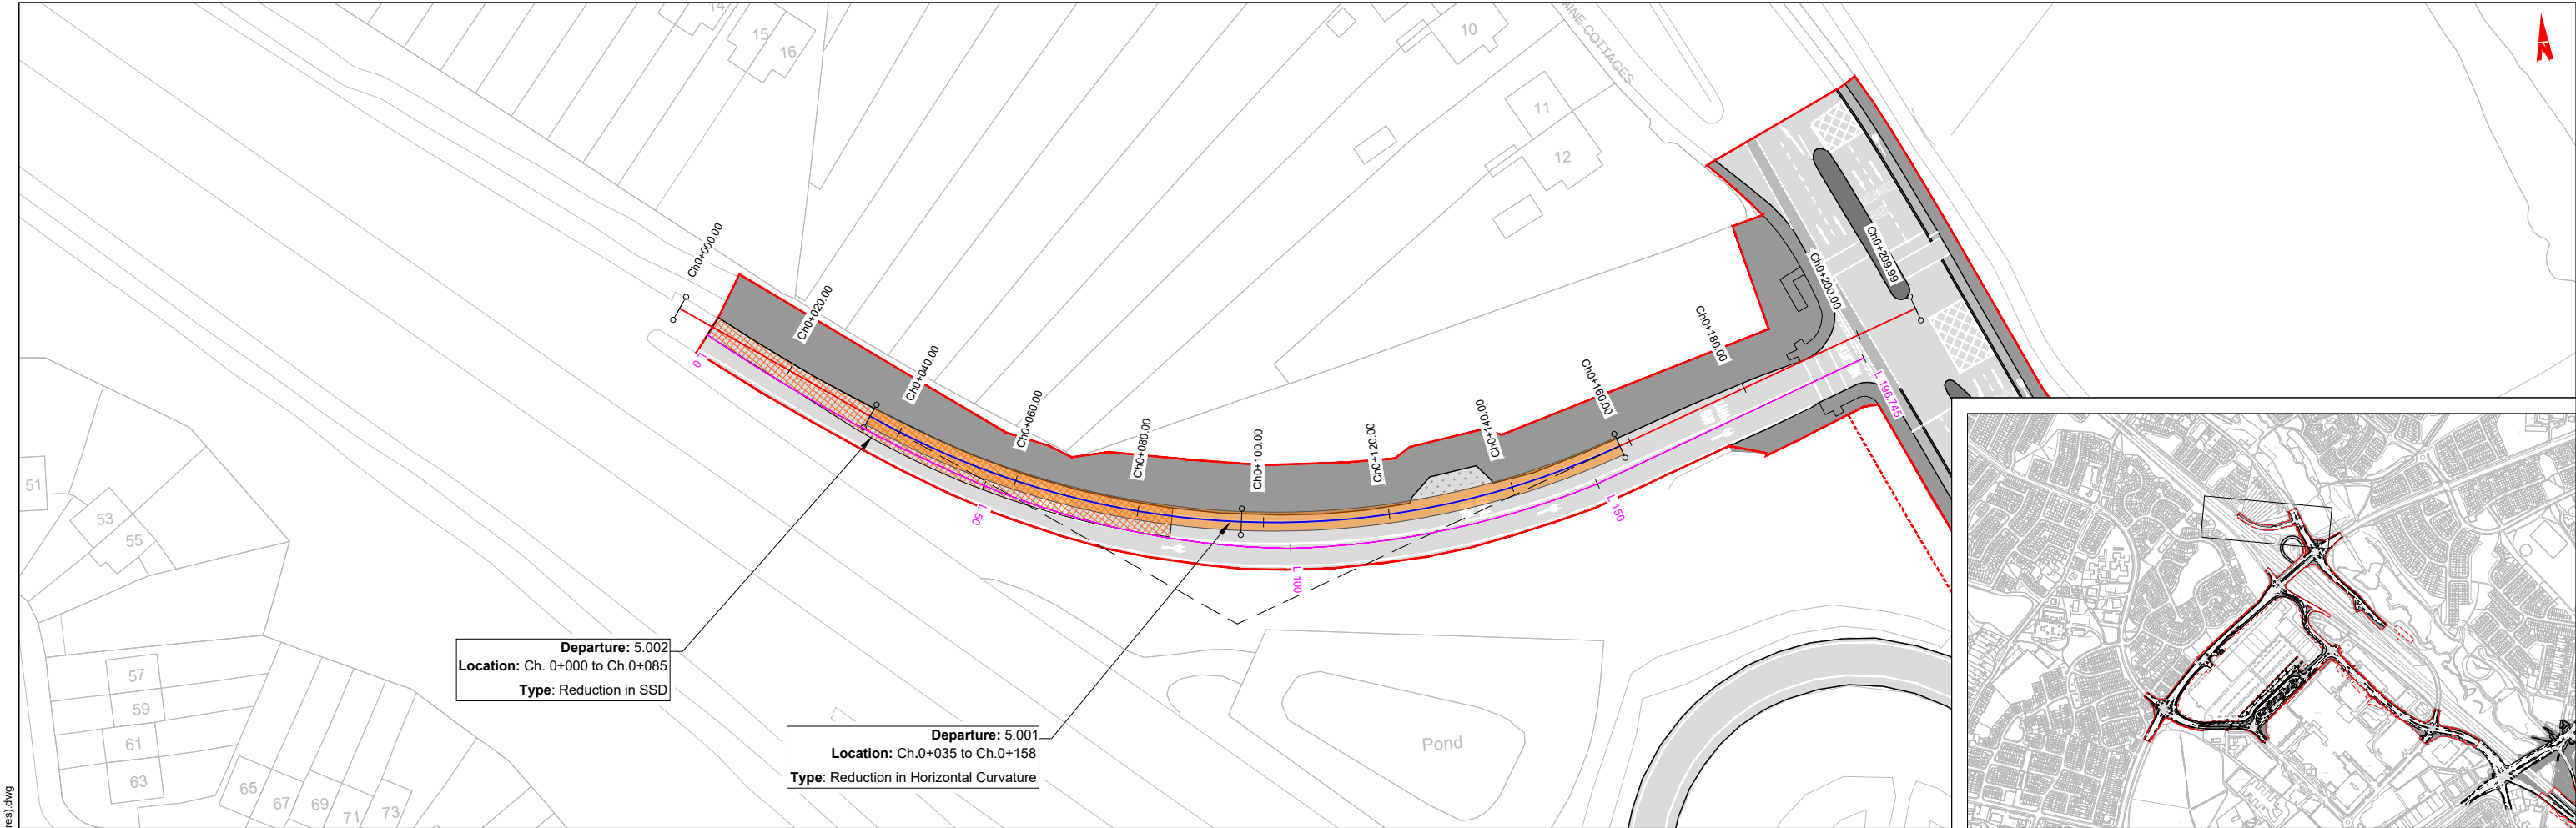 14
15
16
10
MINE COTTAGES
11
12
N
Ch0+000.00
Ch0+020.00
Ch0+040.00
Ch0+060.00
Ch0+080.00
Ch0+100.00
Ch0+120.00
Ch0+140.00
Ch0+160.00
Ch0+180.00
Ch0+200.00
Ch0+209.99
L 0
L 50
L 100
L 150
L 196.745
51
53
55
57
59
61
63
65
67
69
71
73
Departure: 5.002
Location: Ch. 0+000 to Ch.0+085
Type: Reduction in SSD
Departure: 5.001
Location: Ch.0+035 to Ch.0+158
Type: Reduction in Horizontal Curvature
Pond
res).dwg